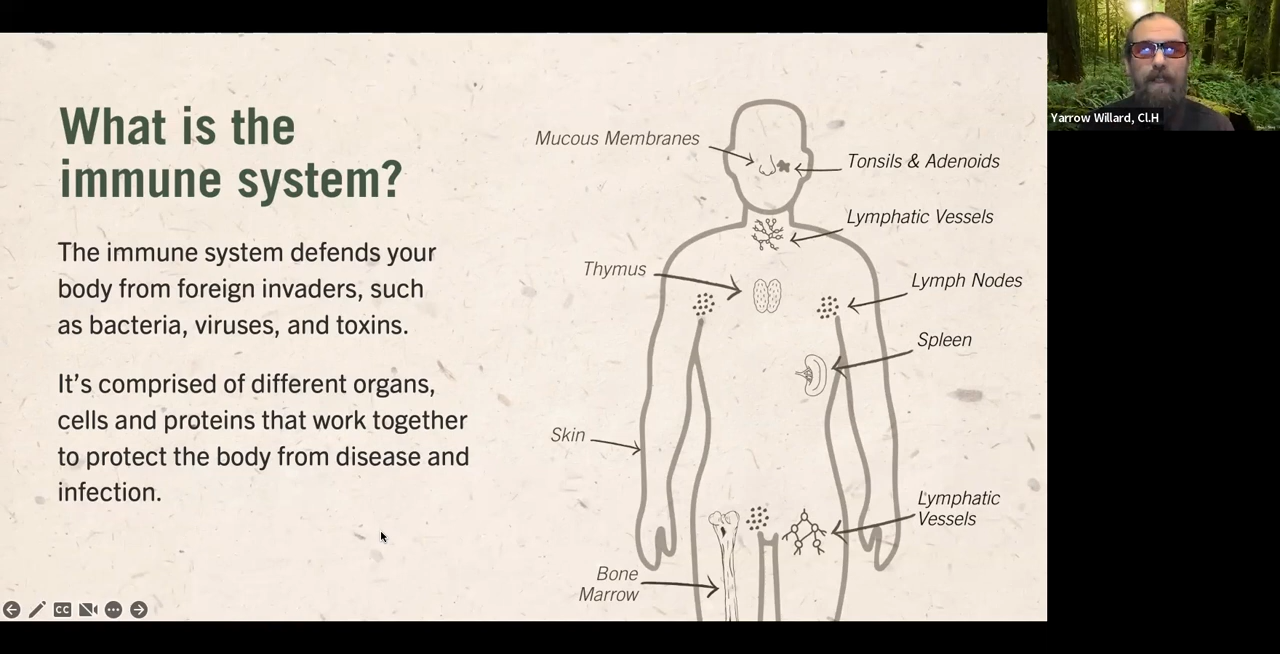 What is the
immune system?
The immune system defends your
body from foreign invaders, such
as bacteria, viruses, and toxins.
It's comprised of different organs,
cells and proteins that work together
to protect the body from disease and
infection.
Mucous Membranes
Tonsils & Adenoids
Lymphatic Vessels
Thymus
Lymph Nodes
Spleen
Skin
Lymphatic
Vessels
Bone
Marrow
CC
Yarrow Willard, Cl.H